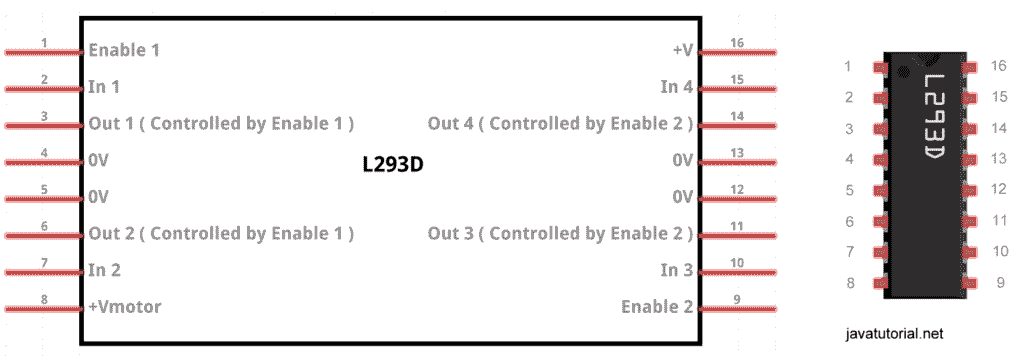 1 Enable 1
2 In 1
3 Out 1 ( Controlled by Enable 1 )
4 0V
5 0V
6 Out 2 ( Controlled by Enable 1 )
7 In 2
8 +Vmotor
L293D
+V 16
In 4 15
Out 4 ( Controlled by Enable 2 ) 14
0V 13
0V 12
Out 3 ( Controlled by Enable 2 ) 11
In 3 10
Enable 2 9
1
2
3
4
5
6
7
8
L293D
16
15
14
13
12
11
10
9
javatutorial.net